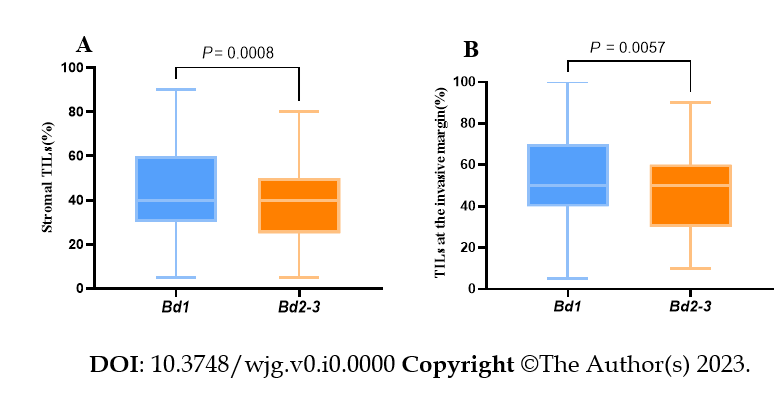 A
P = 0.0008
Stromal TILs(%)
100
80
60
40
20
0
Bd1
Bd2-3
B
P = 0.0057
TILs at the invasive margin(%)
100
80
60
40
20
0
Bd1
Bd2-3
DOI: 10.3748/wjg.v0.i0.0000 Copyright ©The Author(s) 2023.